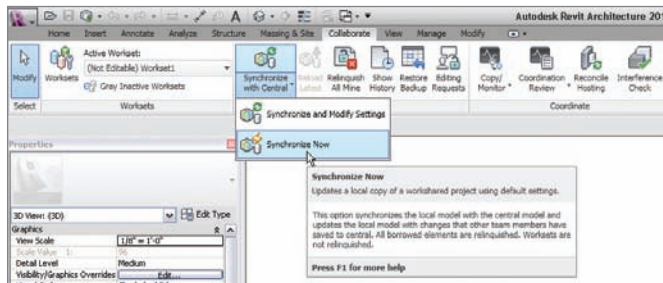 Autodesk Revit Architecture 201
Home Insert Annotate Analyze Structure Massing & Site Collaborate View Manage Modify
Modify
Worksets
Active Workset:
(Not Editable) Workset1
Gray Inactive Worksets
Synchronize
with Central
Reload
Latest
Relinquish
All Mine
Show
History
Restore
Backup
Editing
Requests
Copy/
Monitor
Coordination
Review
Reconcile
Hosting
Interference
Check
Select
Worksets
Coordinate
Synchronize and Modify Settings
Synchronize Now
Properties
Synchronize Now
Updates a local copy of a workshared project using default settings.
This option synchronizes the local model with the central model and
updates the local model with changes that other team members have
saved to central. All borrowed elements are relinquished. Worksets are
not relinquished.
Press F1 for more help
3D View: {3D}
Edit Type
Graphics
View Scale 1/8" = 1'-0"
Scale Value 1: 96
Detail Level Medium
Visibility/Graphics Overrides Edit...